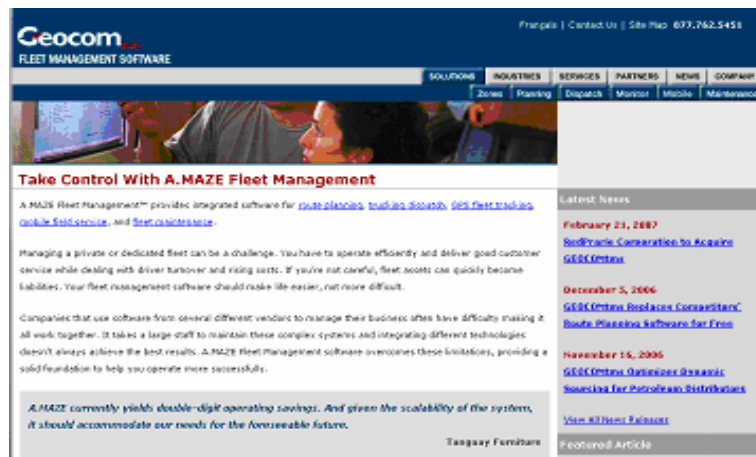 Français | Contact Us | Site Map 877.762.5451
Geocom
FLEET MANAGEMENT SOFTWARE
SOLUTIONS INDUSTRIES SERVICES PARTNERS NEWS COMPANY
Zones Planning Dispatch Monitor Mobile Maintenance
Take Control With A.MAZE Fleet Management
A.MAZE Fleet Management™ provides integrated software for route planning, trucking dispatch, GPS fleet tracking,
mobile field service, and fleet maintenance.
Managing a private or dedicated fleet can be a challenge. You have to operate efficiently and deliver good customer
service while dealing with driver turnover and rising costs. If you're not careful, fleet assets can quickly become
liabilities. Your fleet management software should make life easier, not more difficult.
Companies that use software from several different vendors to manage their business often have difficulty making it
all work together. It takes a large staff to maintain these complex systems and integrating different technologies
doesn't always achieve the best results. A.MAZE Fleet Management software overcomes these limitations, providing a
solid foundation to help you operate more successfully.
A.MAZE currently yields double-digit operating savings. And given the scalability of the system,
it should accommodate our needs for the foreseeable future.
Tanguay Furniture
Latest News
February 21, 2007
RedPrairie Corporation to Acquire
GEOCOMtms
December 5, 2006
GEOCOMtms Replaces Competitors'
Route Planning Software for Free
November 16, 2006
GEOCOMtms Optimizes Dynamic
Sourcing for Petroleum Distributors
View All News Releases
Featured Article